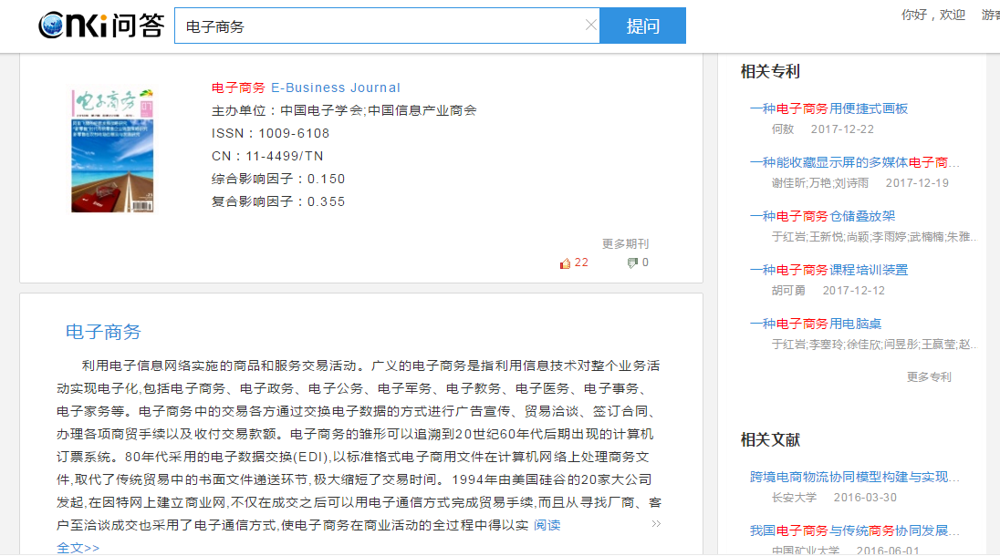 cnki问答
电子商务
提问
你好，欢迎 游客
电子商务
01
电子商务 E-Business Journal
主办单位：中国电子学会;中国信息产业商会
ISSN：1009-6108
CN：11-4499/TN
综合影响因子：0.150
复合影响因子：0.355
更多期刊
22 0
电子商务
利用电子信息网络实施的商品和服务交易活动。广义的电子商务是指利用信息技术对整个业务活
动实现电子化,包括电子商务、电子政务、电子公务、电子军务、电子教务、电子医务、电子事务、
电子家务等。电子商务中的交易各方通过交换电子数据的方式进行广告宣传、贸易洽谈、签订合同、
办理各项商贸手续以及收付交易款额。电子商务的雏形可以追溯到20世纪60年代后期出现的计算机
订票系统。80年代采用的电子数据交换(EDI),以标准格式电子商用文件在计算机网络上处理商务文
件,取代了传统贸易中的书面文件递送环节,极大缩短了交易时间。1994年由美国硅谷的20家大公司
发起,在因特网上建立商业网,不仅在成交之后可以用电子通信方式完成贸易手续,而且从寻找厂商、客
户至洽谈成交也采用了电子通信方式,使电子商务在商业活动的全过程中得以实 阅读
全文>>
相关专利
一种电子商务用便捷式画板
何敖 2017-12-22
一种能收藏显示屏的多媒体电子商...
谢佳昕;万艳;刘诗雨 2017-12-19
一种电子商务仓储叠放架
于红岩;王新悦;尚颖;李雨婷;武楠楠;朱雅...
一种电子商务课程培训装置
胡可勇 2017-12-12
一种电子商务用电脑桌
于红岩;李塞玲;徐佳欣;闫昱彤;王赢莹;赵...
更多专利
相关文献
跨境电商物流协同模型构建与实现...
长安大学 2016-03-30
我国电子商务与传统商务协同发展...
中国矿业大学 2016-06-01